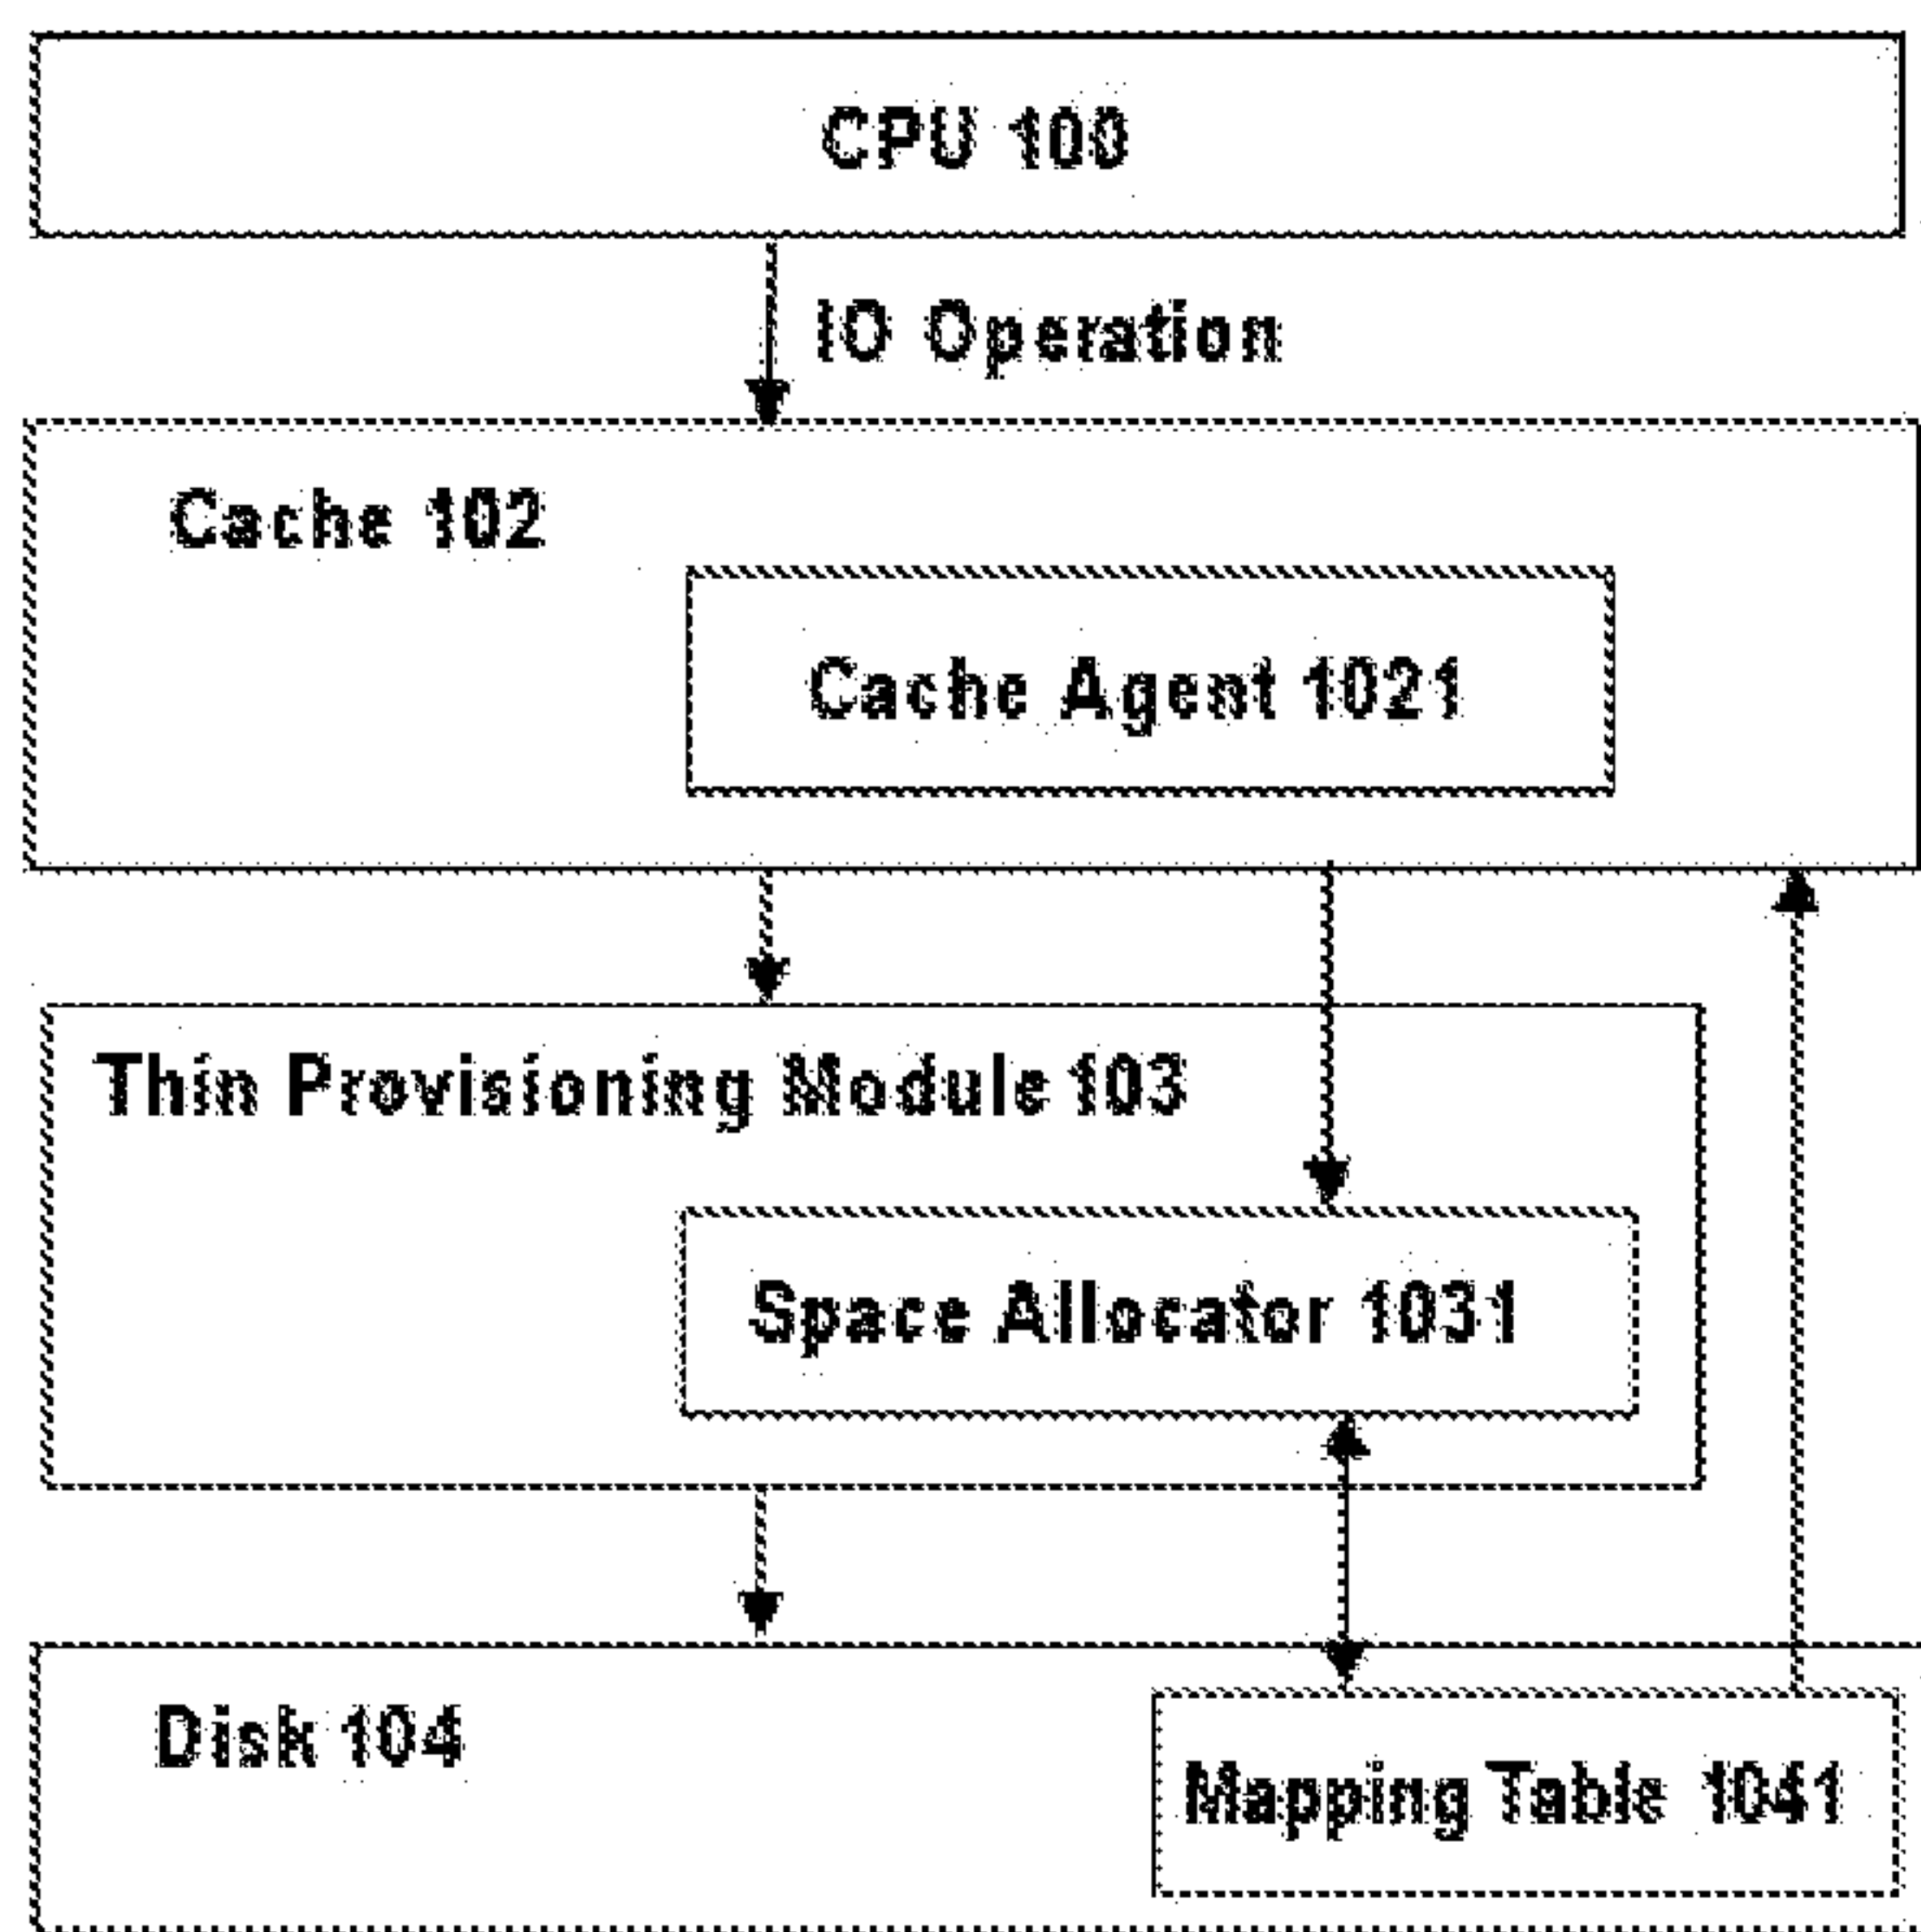 CPU 100
IO Operation
Cache 102
Cache Agent 1021
Thin Provisioning Module 103
Space Allocator 1031
Disk 104
Mapping Table 1041